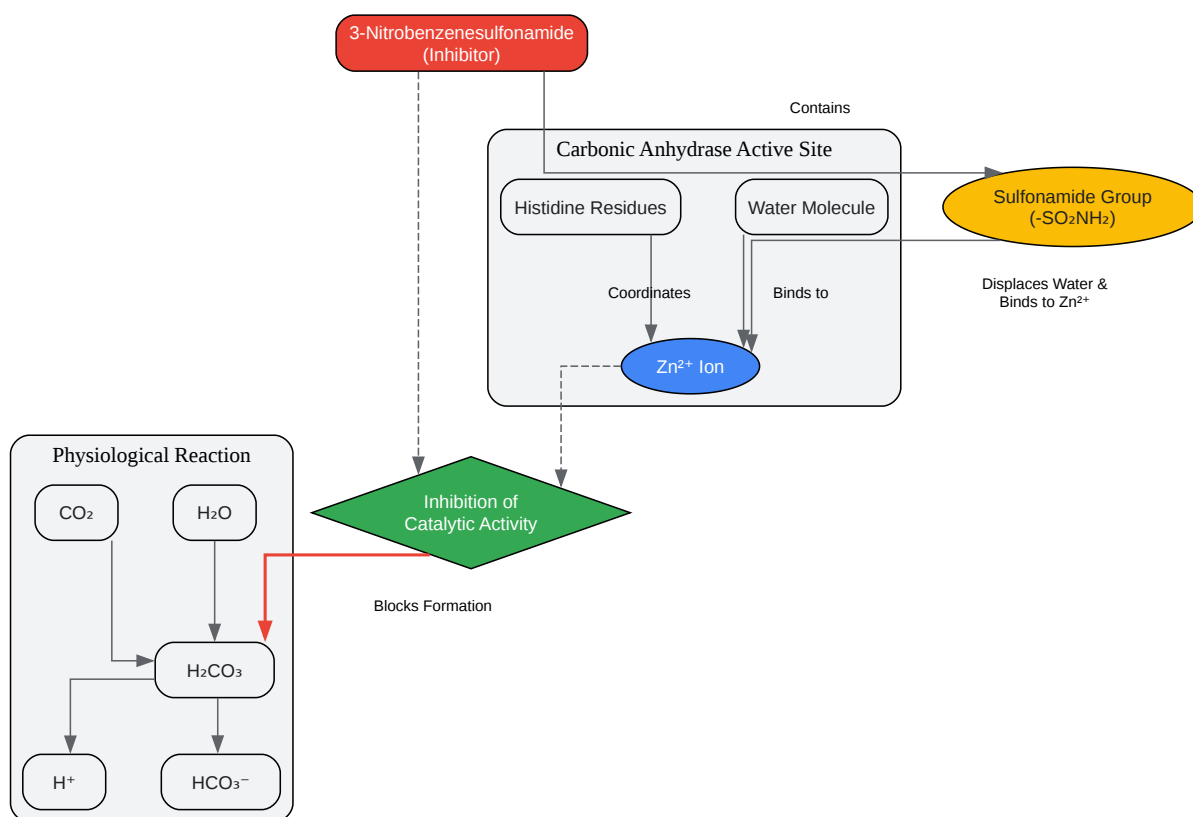 3-Nitrobenzenesulfonamide
(Inhibitor)
Contains
Carbonic Anhydrase Active Site
Histidine Residues
Water Molecule
Sulfonamide Group
(-SO₂NH₂)
Coordinates
Binds to
Displaces Water &
Binds to Zn²⁺
Zn²⁺ Ion
Physiological Reaction
CO₂
H₂O
Inhibition of
Catalytic Activity
Blocks Formation
H₂CO₃
H⁺
HCO₃⁻